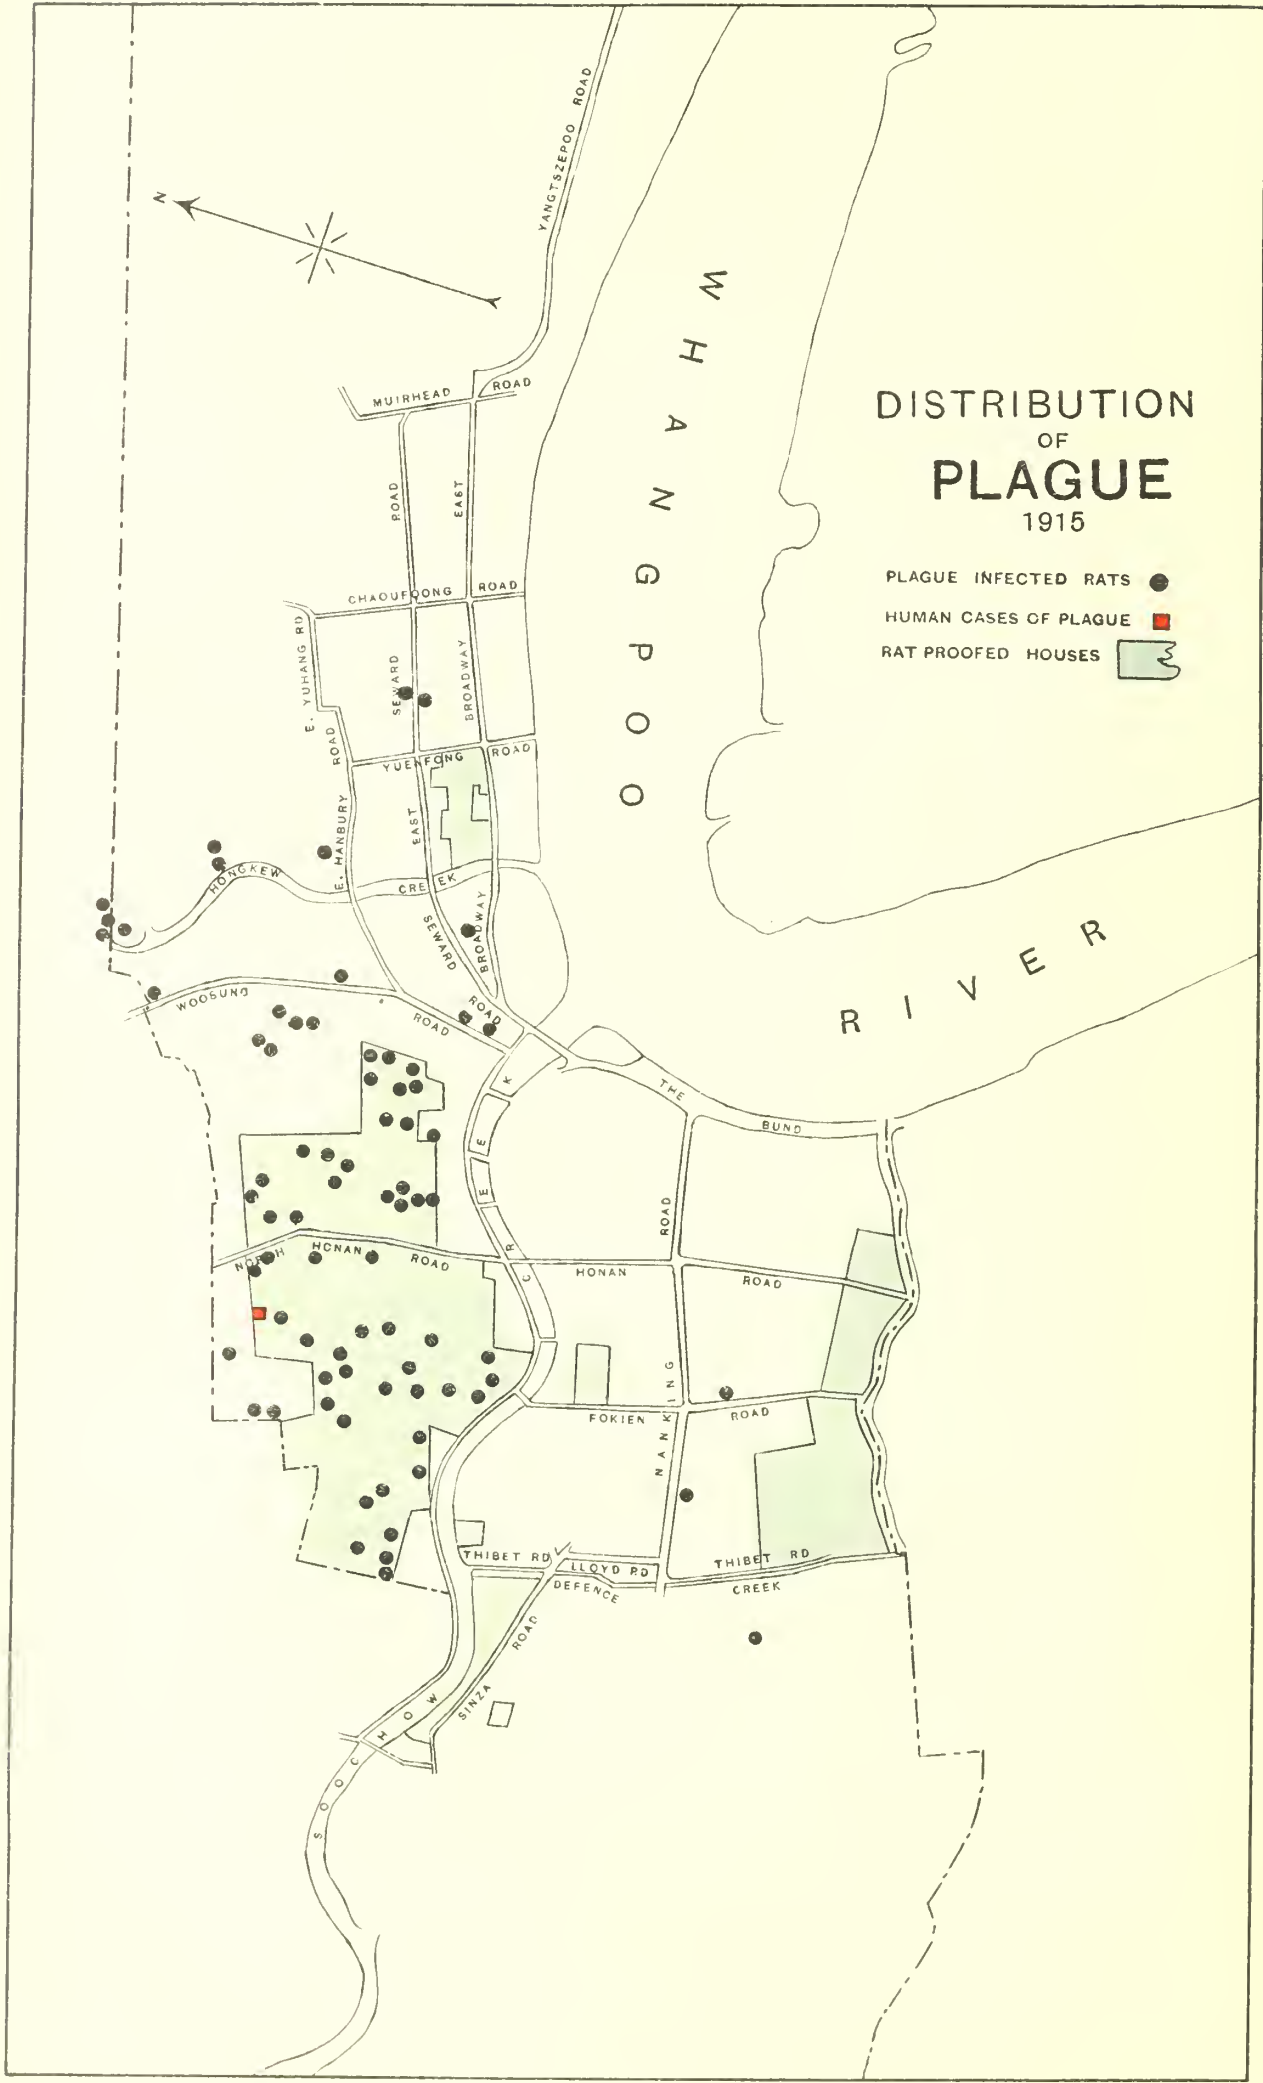 DISTRIBUTION
OF
PLAGUE
1915
PLAGUE INFECTED RATS
HUMAN CASES OF PLAGUE
RAT PROOFED HOUSES
N
YANGTSZEPOO ROAD
WHANGPOO
RIVER
MUIRHEAD ROAD
ROAD
EAST
CHAOUFOONG ROAD
E. YUHANG RD
SEWARD
BROADWAY
ROAD
YUENFONG ROAD
E. HANBURY
EAST
HONGKEW
CREEK
SEWARD
ROAD
BROADWAY
WOOSUNG
ROAD
THE
BUND
CREEK
ROAD
NORTH HONAN ROAD
HONAN
ROAD
NANKING
FOKIEN
ROAD
THIBET RD
LLOYD RD
THIBET RD
DEFENCE
CREEK
SINZA
ROAD
SOOCHOW